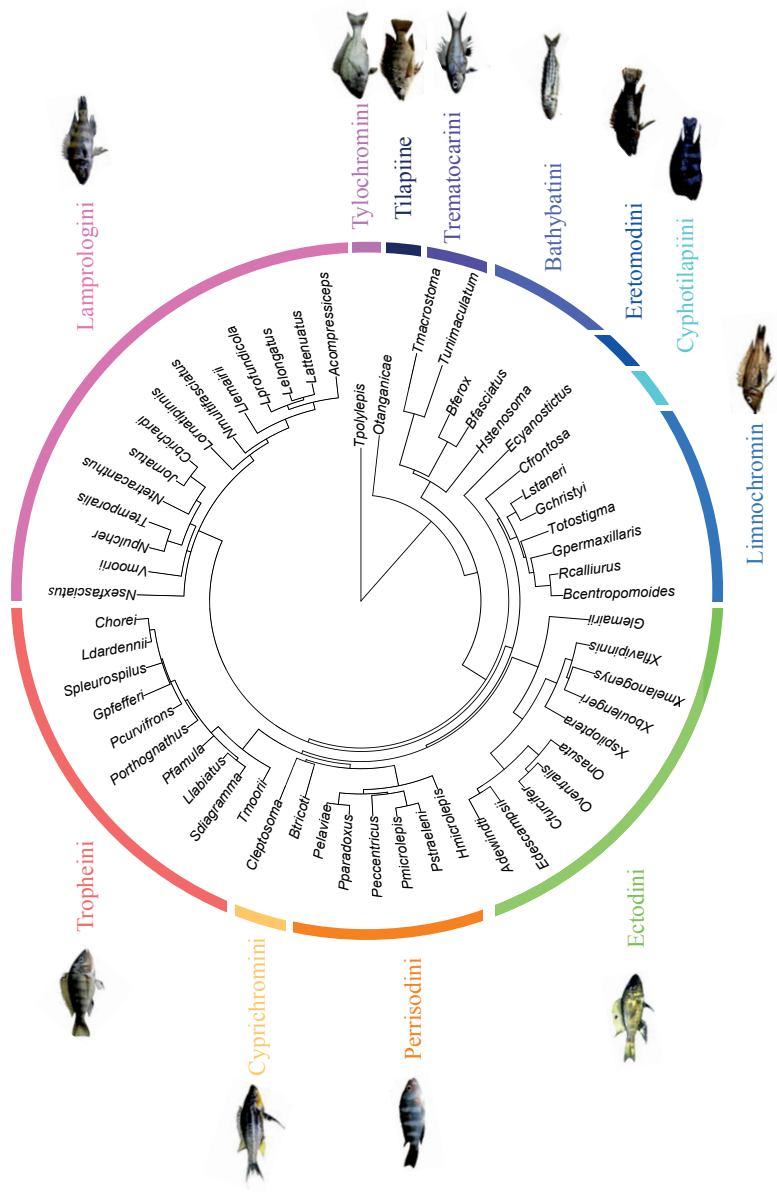 Lamprologini
Tylochromini
Tilapiine
Trematocarini
Bathybatini
Eretomodini
Cyphotilapiini
Limnochromin
Ectodini
Perrisodini
Cyprichromini
Tropheini
Tpolylepis
Otanganicae
Tmacrostoma
Tunimaculatum
Bferox
Bfasciatus
Hstenosoma
Ecyanostictus
Cfrontosa
Lstaneri
Gchristyi
Totostigma
Gpermaxillaris
Rcalliurus
Bcentropomoides
Glemairii
Xflavipinnis
Xmelanogenys
Xboulengeri
Xspiloptera
Onasuta
Oventralis
Cfurcifer
Edescampsii
Adewindti
Hmicrolepis
Pstraeleni
Pmicrolepis
Peccentricus
Pparadoxus
Pelaviae
Btricoti
Cleptosoma
Tmoorii
Sdiagramma
Llabiatus
Pfamula
Porthognathus
Pcurvifrons
Gpfefferi
Spleurospilus
Ldardennii
Chorei
Nsexfasciatus
Vmoorii
Npulcher
Ttemporalis
Ntetracanthus
Jornatus
Cbrichardi
Lornatipinnis
Nmultifasciatus
Llemairii
Lprofundicola
Lelongatus
Lattenuatus
Acompressiceps